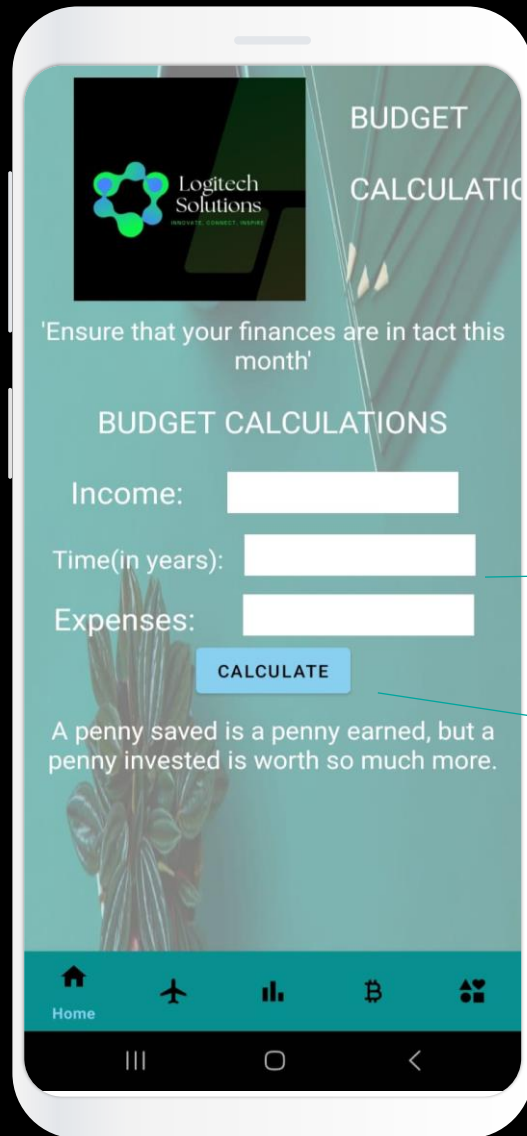 BUDGET
CALCULATIO
Logitech
Solutions
INNOVATE, CONNECT, INSPIRE
'Ensure that your finances are in tact this
month'
BUDGET CALCULATIONS
Income:
Time(in years):
Expenses:
CALCULATE
A penny saved is a penny earned, but a
penny invested is worth so much more.
Home